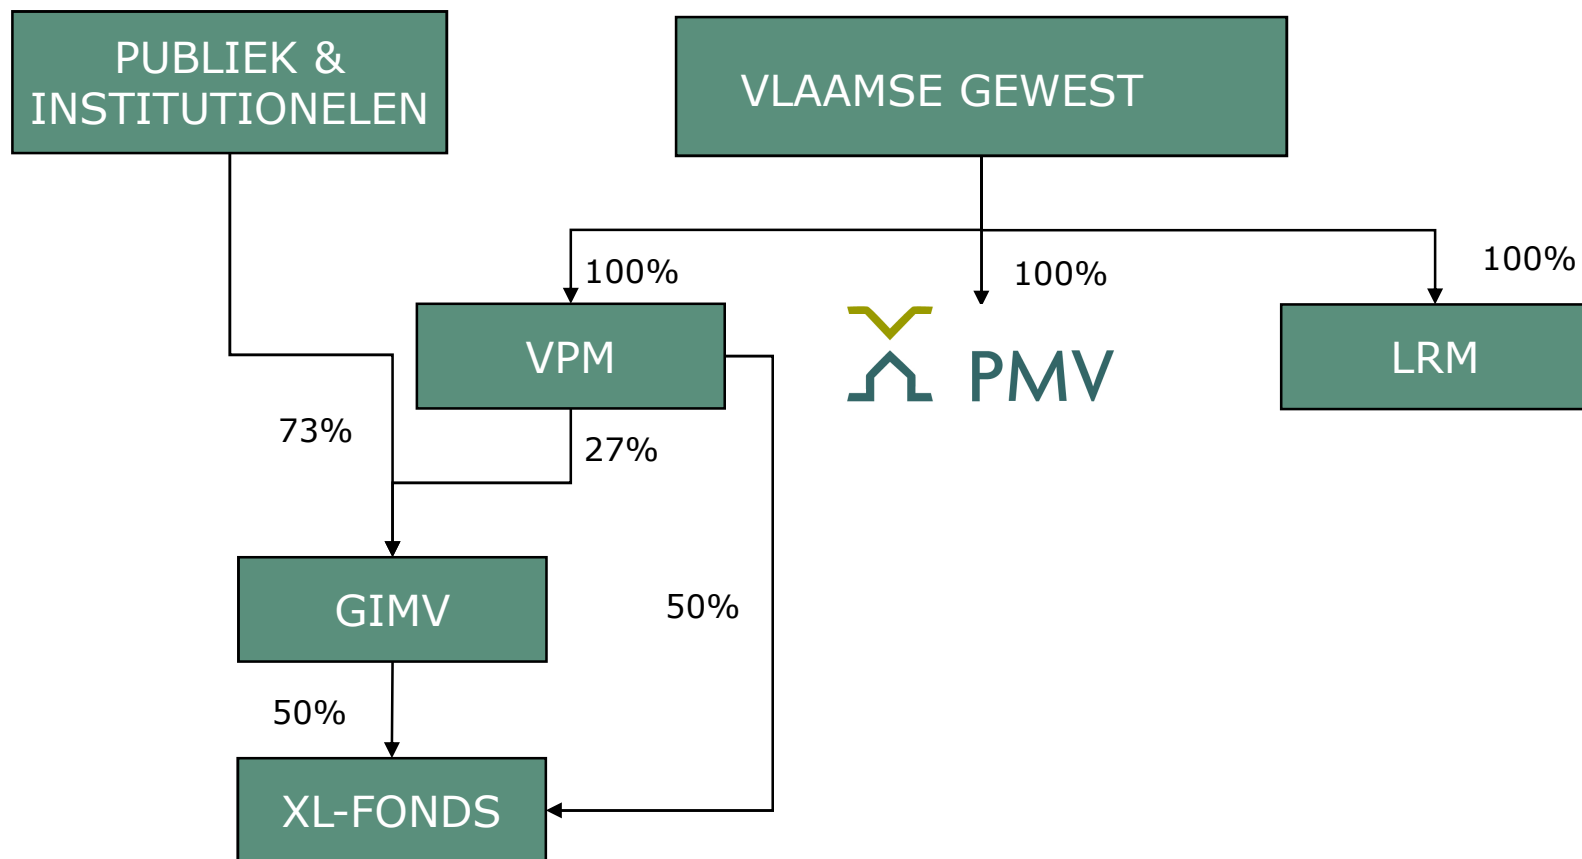 PUBLIEK &
INSTITUTIONELEN
VLAAMSE GEWEST
100%
100%
100%
VPM
PMV
LRM
73%
27%
GIMV
50%
50%
XL-FONDS